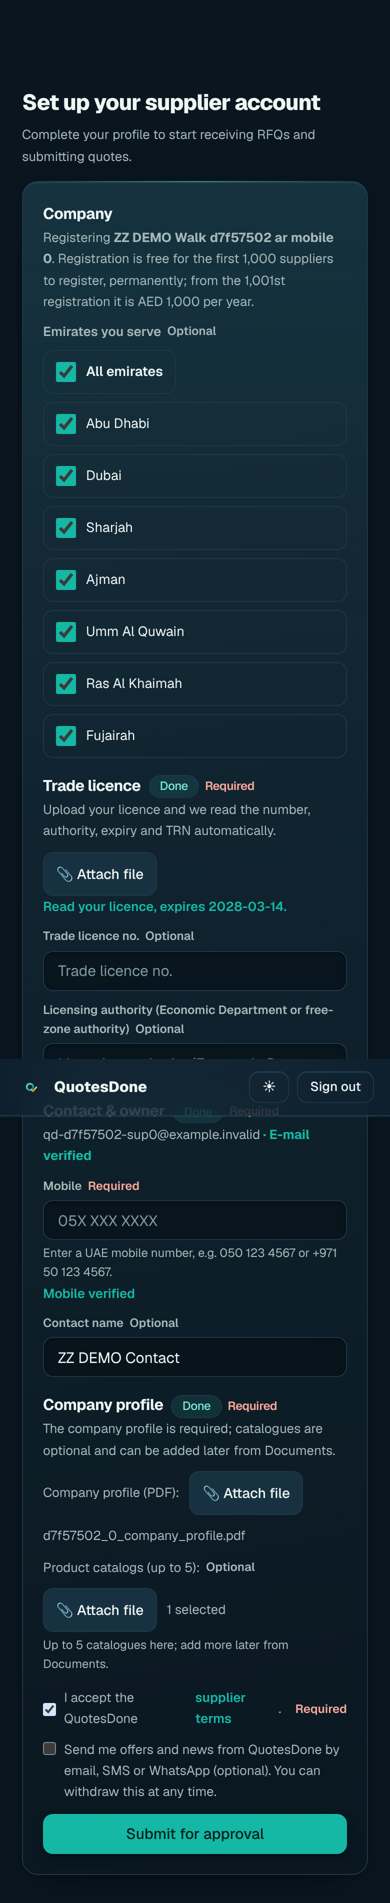 Set up your supplier account
Complete your profile to start receiving RFQs and
submitting quotes.
Company
Registering ZZ DEMO Walk d7f57502 ar mobile
0. Registration is free for the first 1,000 suppliers
to register, permanently; from the 1,001st
registration it is AED 1,000 per year.
Emirates you serve Optional
All emirates
Abu Dhabi
Dubai
Sharjah
Ajman
Umm Al Quwain
Ras Al Khaimah
Fujairah
Trade licence Done Required
Upload your licence and we read the number,
authority, expiry and TRN automatically.
Attach file
Read your licence, expires 2028-03-14.
Trade licence no. Optional
Trade licence no.
Licensing authority (Economic Department or free-
zone authority) Optional
QuotesDone Sign out
Contact & owner Done Required
qd-d7f57502-sup0@example.invalid · E-mail
verified
Mobile Required
05X XXX XXXX
Enter a UAE mobile number, e.g. 050 123 4567 or +971
50 123 4567.
Mobile verified
Contact name Optional
ZZ DEMO Contact
Company profile Done Required
The company profile is required; catalogues are
optional and can be added later from Documents.
Company profile (PDF): Attach file
d7f57502_0_company_profile.pdf
Product catalogs (up to 5): Optional
Attach file 1 selected
Up to 5 catalogues here; add more later from
Documents.
I accept the supplier . Required
QuotesDone terms
Send me offers and news from QuotesDone by
email, SMS or WhatsApp (optional). You can
withdraw this at any time.
Submit for approval